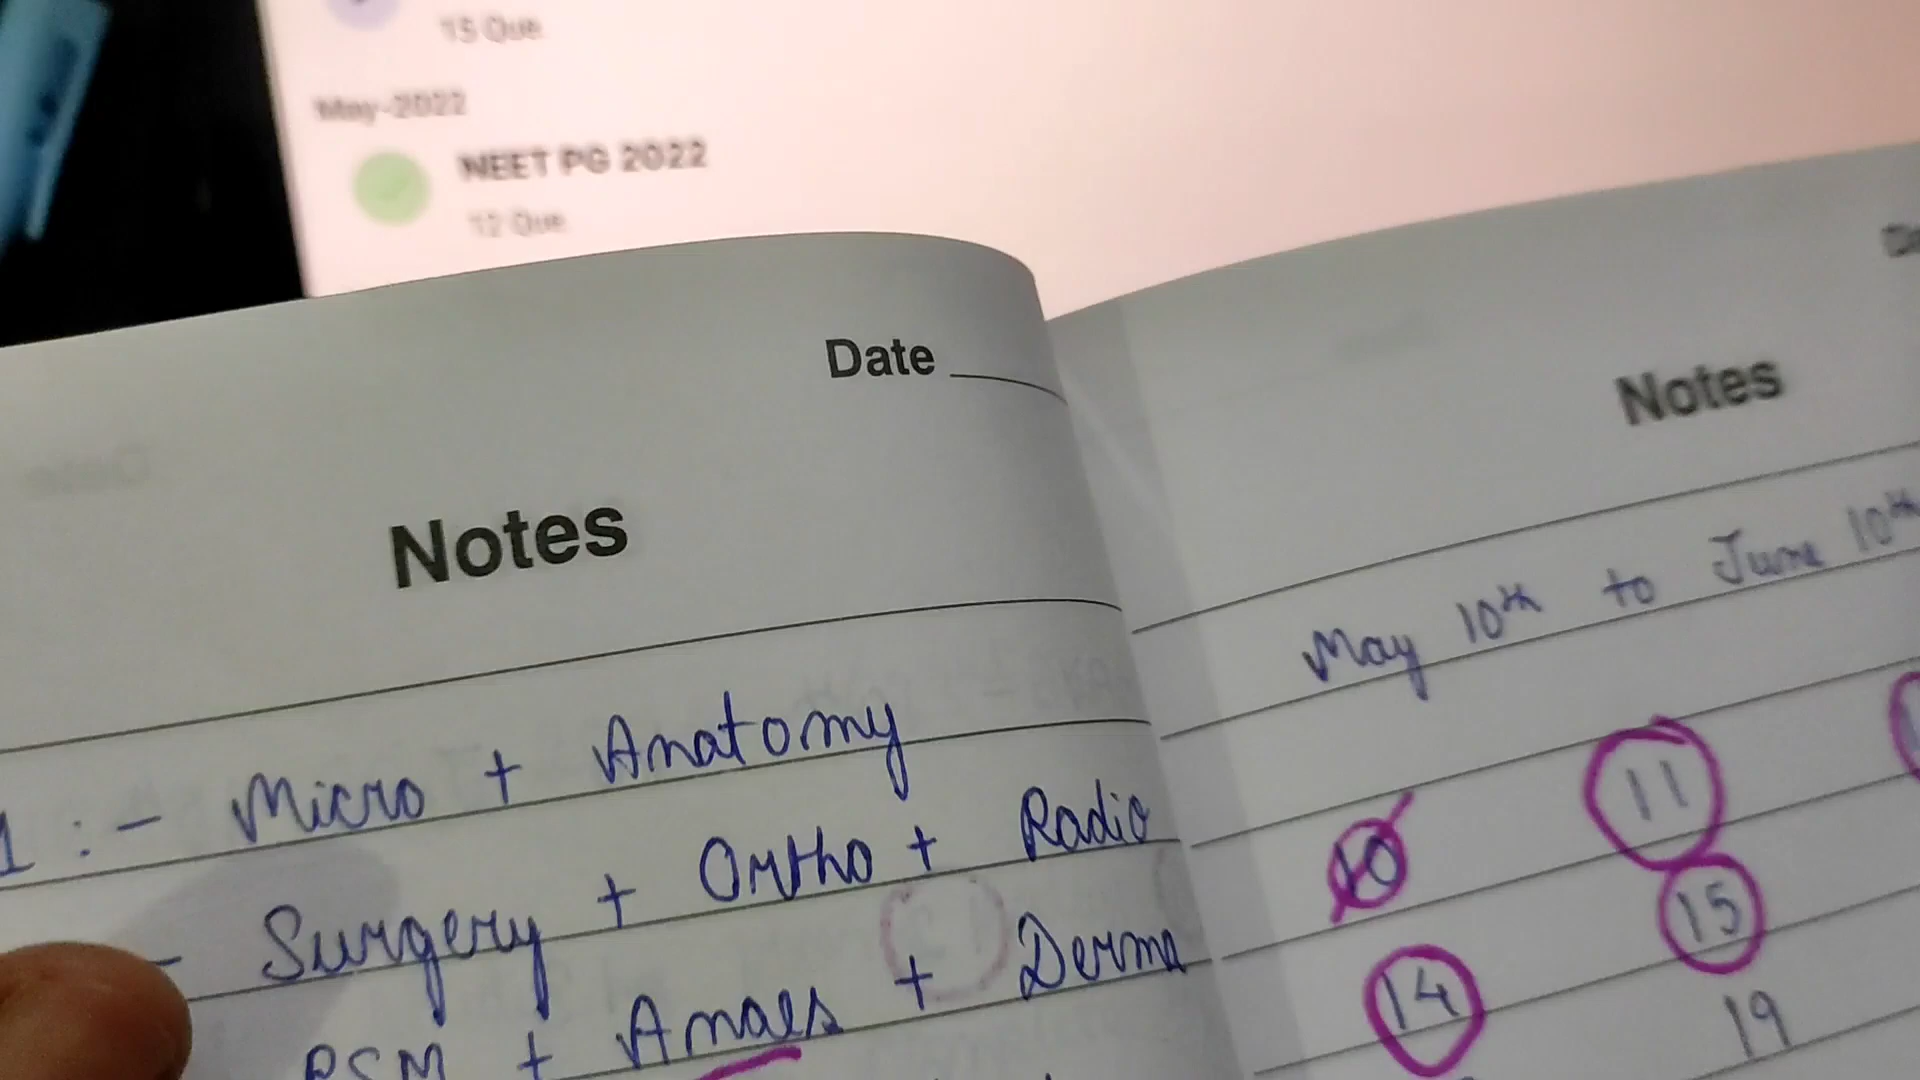 15 Que.
May-2022
NEET PG 2022
12 Que.
Date
Notes
1 :- Micro + Anatomy
- Surgery + Ortho + Radio
PSM + Anaes + Derma
Notes
May 10th to June 10th
10 11
14 15
19